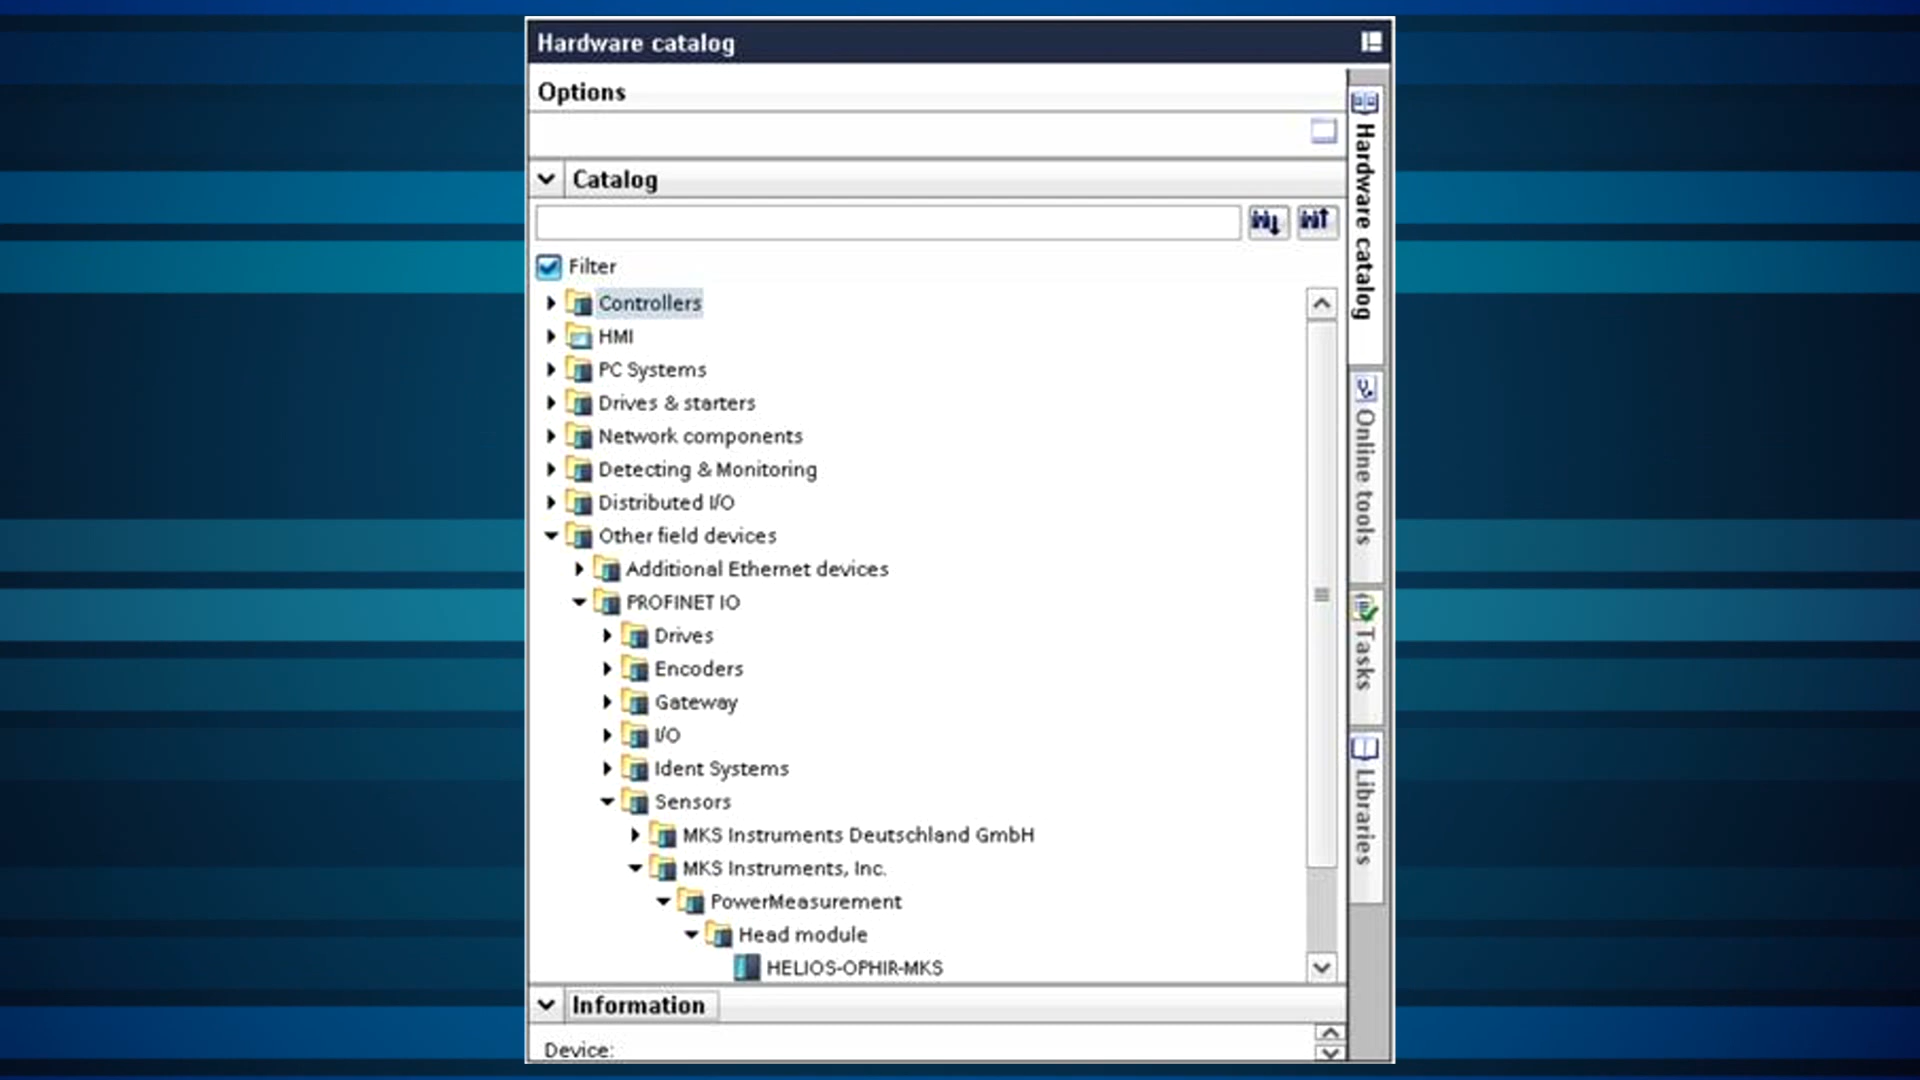 Hardware catalog
Options
Catalog
Filter
Controllers
HMI
PC Systems
Drives & starters
Network components
Detecting & Monitoring
Distributed I/O
Other field devices
Additional Ethernet devices
PROFINET IO
Drives
Encoders
Gateway
I/O
Ident Systems
Sensors
MKS Instruments Deutschland GmbH
MKS Instruments, Inc.
PowerMeasurement
Head module
HELIOS-OPHIR-MKS
Information
Device:
Hardware catalog
Online tools
Tasks
Libraries